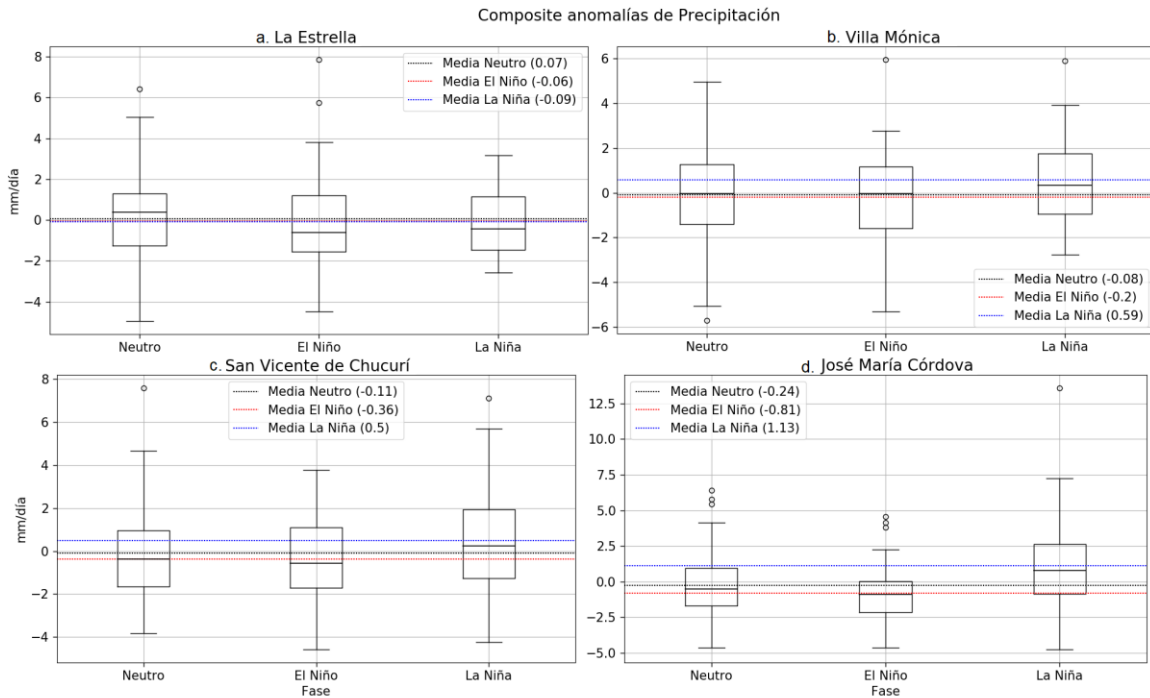 Composite anomalías de Precipitación
a. La Estrella
8
6
4
2
0
−2
−4
mm/día
Media Neutro (0.07)
Media El Niño (-0.06)
Media La Niña (-0.09)
Neutro
El Niño
La Niña
b. Villa Mónica
6
4
2
0
−2
−4
−6
Media Neutro (-0.08)
Media El Niño (-0.2)
Media La Niña (0.59)
Neutro
El Niño
La Niña
c. San Vicente de Chucurí
8
6
4
2
0
−2
−4
mm/día
Media Neutro (-0.11)
Media El Niño (-0.36)
Media La Niña (0.5)
Neutro
El Niño
La Niña
Fase
d. José María Córdova
12.5
10.0
7.5
5.0
2.5
0.0
−2.5
−5.0
Media Neutro (-0.24)
Media El Niño (-0.81)
Media La Niña (1.13)
Neutro
El Niño
La Niña
Fase